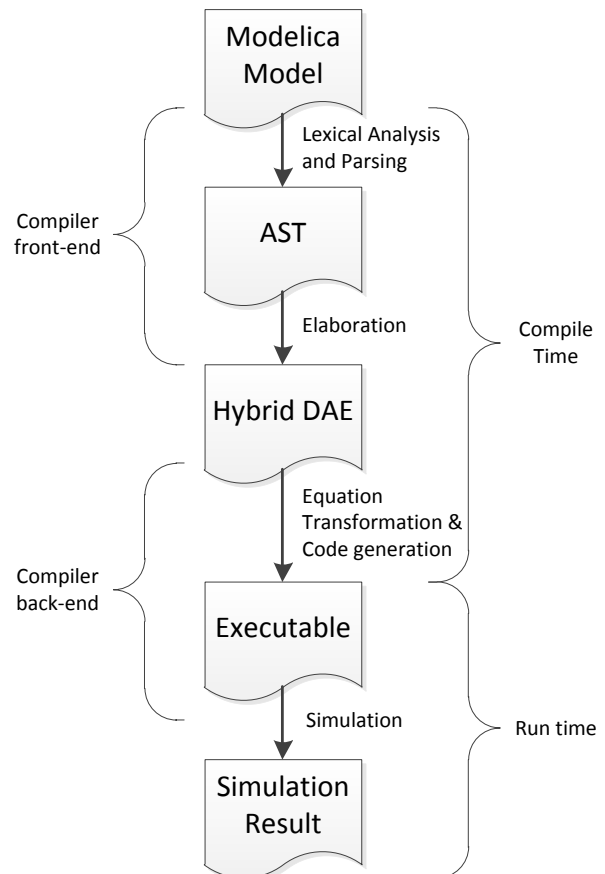 Modelica
Model
Lexical Analysis
and Parsing
AST
Compiler
front-end
Elaboration
Compile
Time
Hybrid DAE
Equation
Transformation &
Code generation
Compiler
back-end
Executable
Simulation
Run time
Simulation
Result